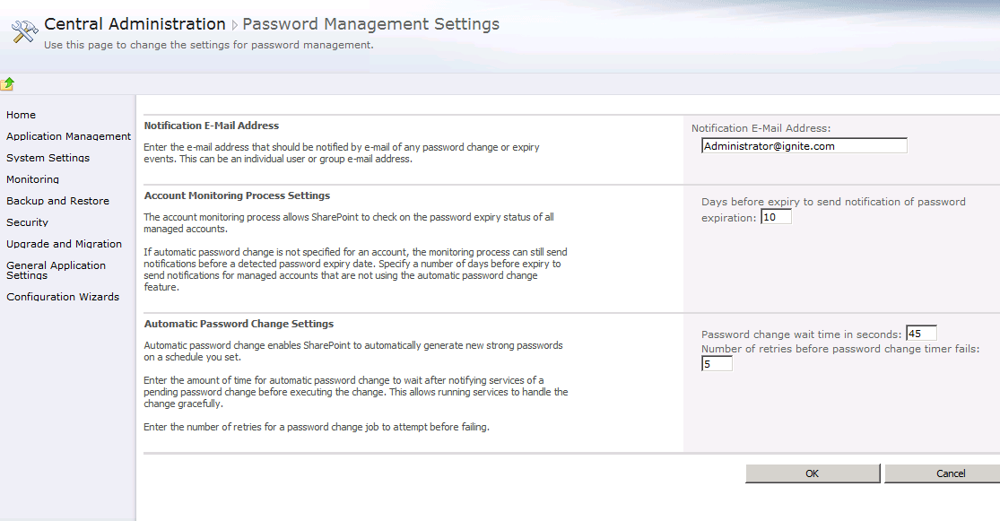 Central Administration ▷ Password Management Settings
Use this page to change the settings for password management.
Home
Application Management
System Settings
Monitoring
Backup and Restore
Security
Upgrade and Migration
General Application
Settings
Configuration Wizards
Notification E-Mail Address
Enter the e-mail address that should be notified by e-mail of any password change or expiry
events. This can be an individual user or group e-mail address.
Notification E-Mail Address:
Administrator@ignite.com
Account Monitoring Process Settings
The account monitoring process allows SharePoint to check on the password expiry status of all
managed accounts.
If automatic password change is not specified for an account, the monitoring process can still send
notifications before a detected password expiry date. Specify a number of days before expiry to
send notifications for managed accounts that are not using the automatic password change
feature.
Days before expiry to send notification of password
expiration: 10
Automatic Password Change Settings
Automatic password change enables SharePoint to automatically generate new strong passwords
on a schedule you set.
Enter the amount of time for automatic password change to wait after notifying services of a
pending password change before executing the change. This allows running services to handle the
change gracefully.
Enter the number of retries for a password change job to attempt before failing.
Password change wait time in seconds: 45
Number of retries before password change timer fails:
5
OK
Cancel